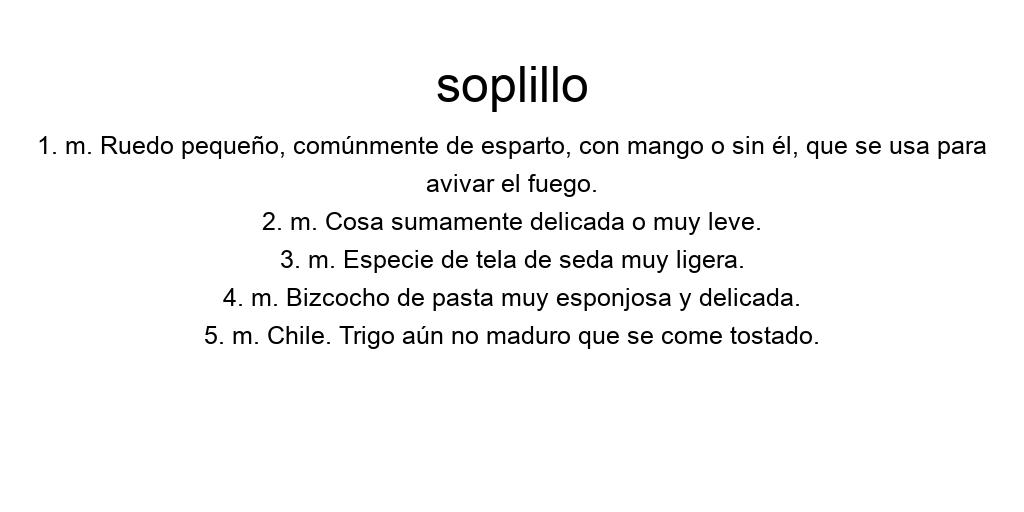 soplillo
1. m. Ruedo pequeño, comúnmente de esparto, con mango o sin él, que se usa para
avivar el fuego.
2. m. Cosa sumamente delicada o muy leve.
3. m. Especie de tela de seda muy ligera.
4. m. Bizcocho de pasta muy esponjosa y delicada.
5. m. Chile. Trigo aún no maduro que se come tostado.